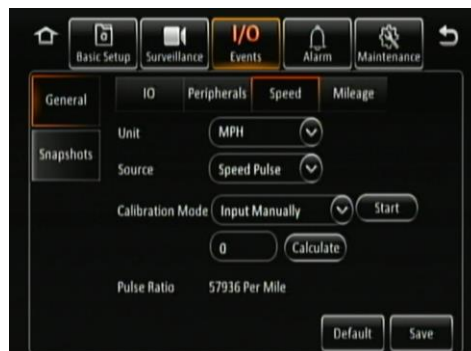 I/O
Basic Setup Surveillance Events Alarm Maintenance
General IO Peripherals Speed Mileage
Unit MPH
Snapshots
Source Speed Pulse
Calibration Mode Input Manually Start
0 Calculate
Pulse Ratio 57936 Per Mile
Default Save